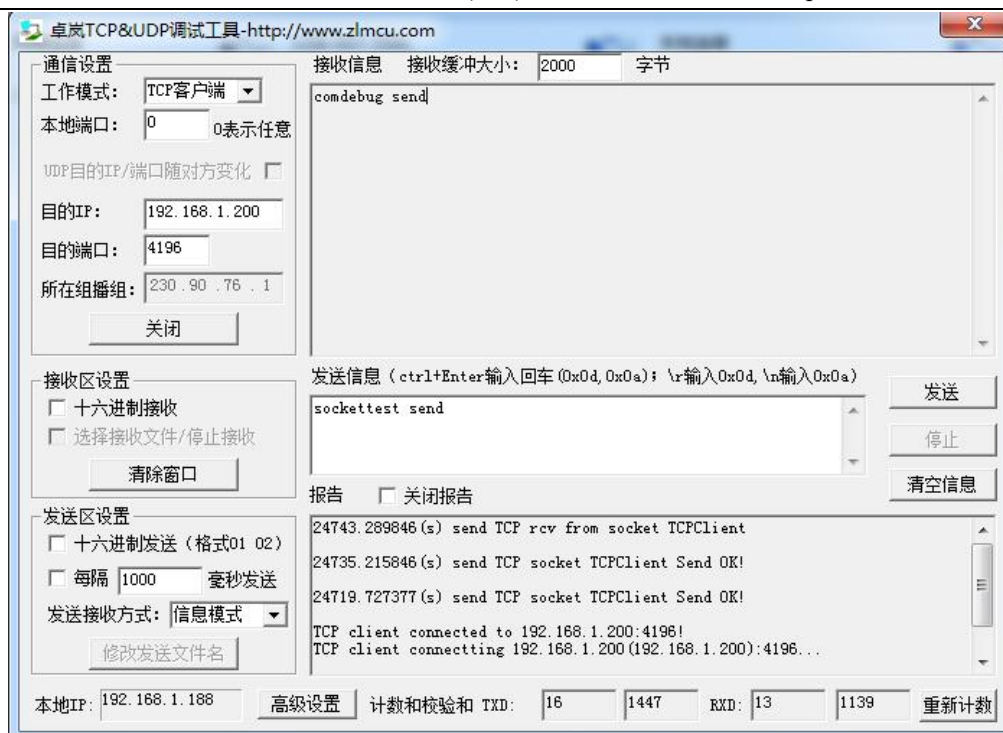 卓岚TCP&UDP调试工具-http://www.zlmcu.com
通信设置
工作模式： TCP客户端
本地端口： 0 0表示任意
UDP目的IP/端口随对方变化
目的IP： 192.168.1.200
目的端口： 4196
所在组播组： 230 .90 .76 . 1
关闭
接收区设置
十六进制接收
选择接收文件/停止接收
清除窗口
发送区设置
十六进制发送（格式01 02）
每隔 1000 毫秒发送
发送接收方式： 信息模式
修改发送文件名
接收信息 接收缓冲大小： 2000 字节
comdebug send
发送信息（ctrl+Enter输入回车(0x0d,0x0a)；\r输入0x0d,\n输入0x0a）
sockettest send
发送
停止
清空信息
报告 关闭报告
24743.289846(s) send TCP rcv from socket TCPClient
24735.215846(s) send TCP socket TCPClient Send OK!
24719.727377(s) send TCP socket TCPClient Send OK!
TCP client connected to 192.168.1.200:4196!
TCP client connectting 192.168.1.200(192.168.1.200):4196...
本地IP: 192.168.1.188 高级设置 计数和校验和 TXD: 16 1447 RXD: 13 1139 重新计数